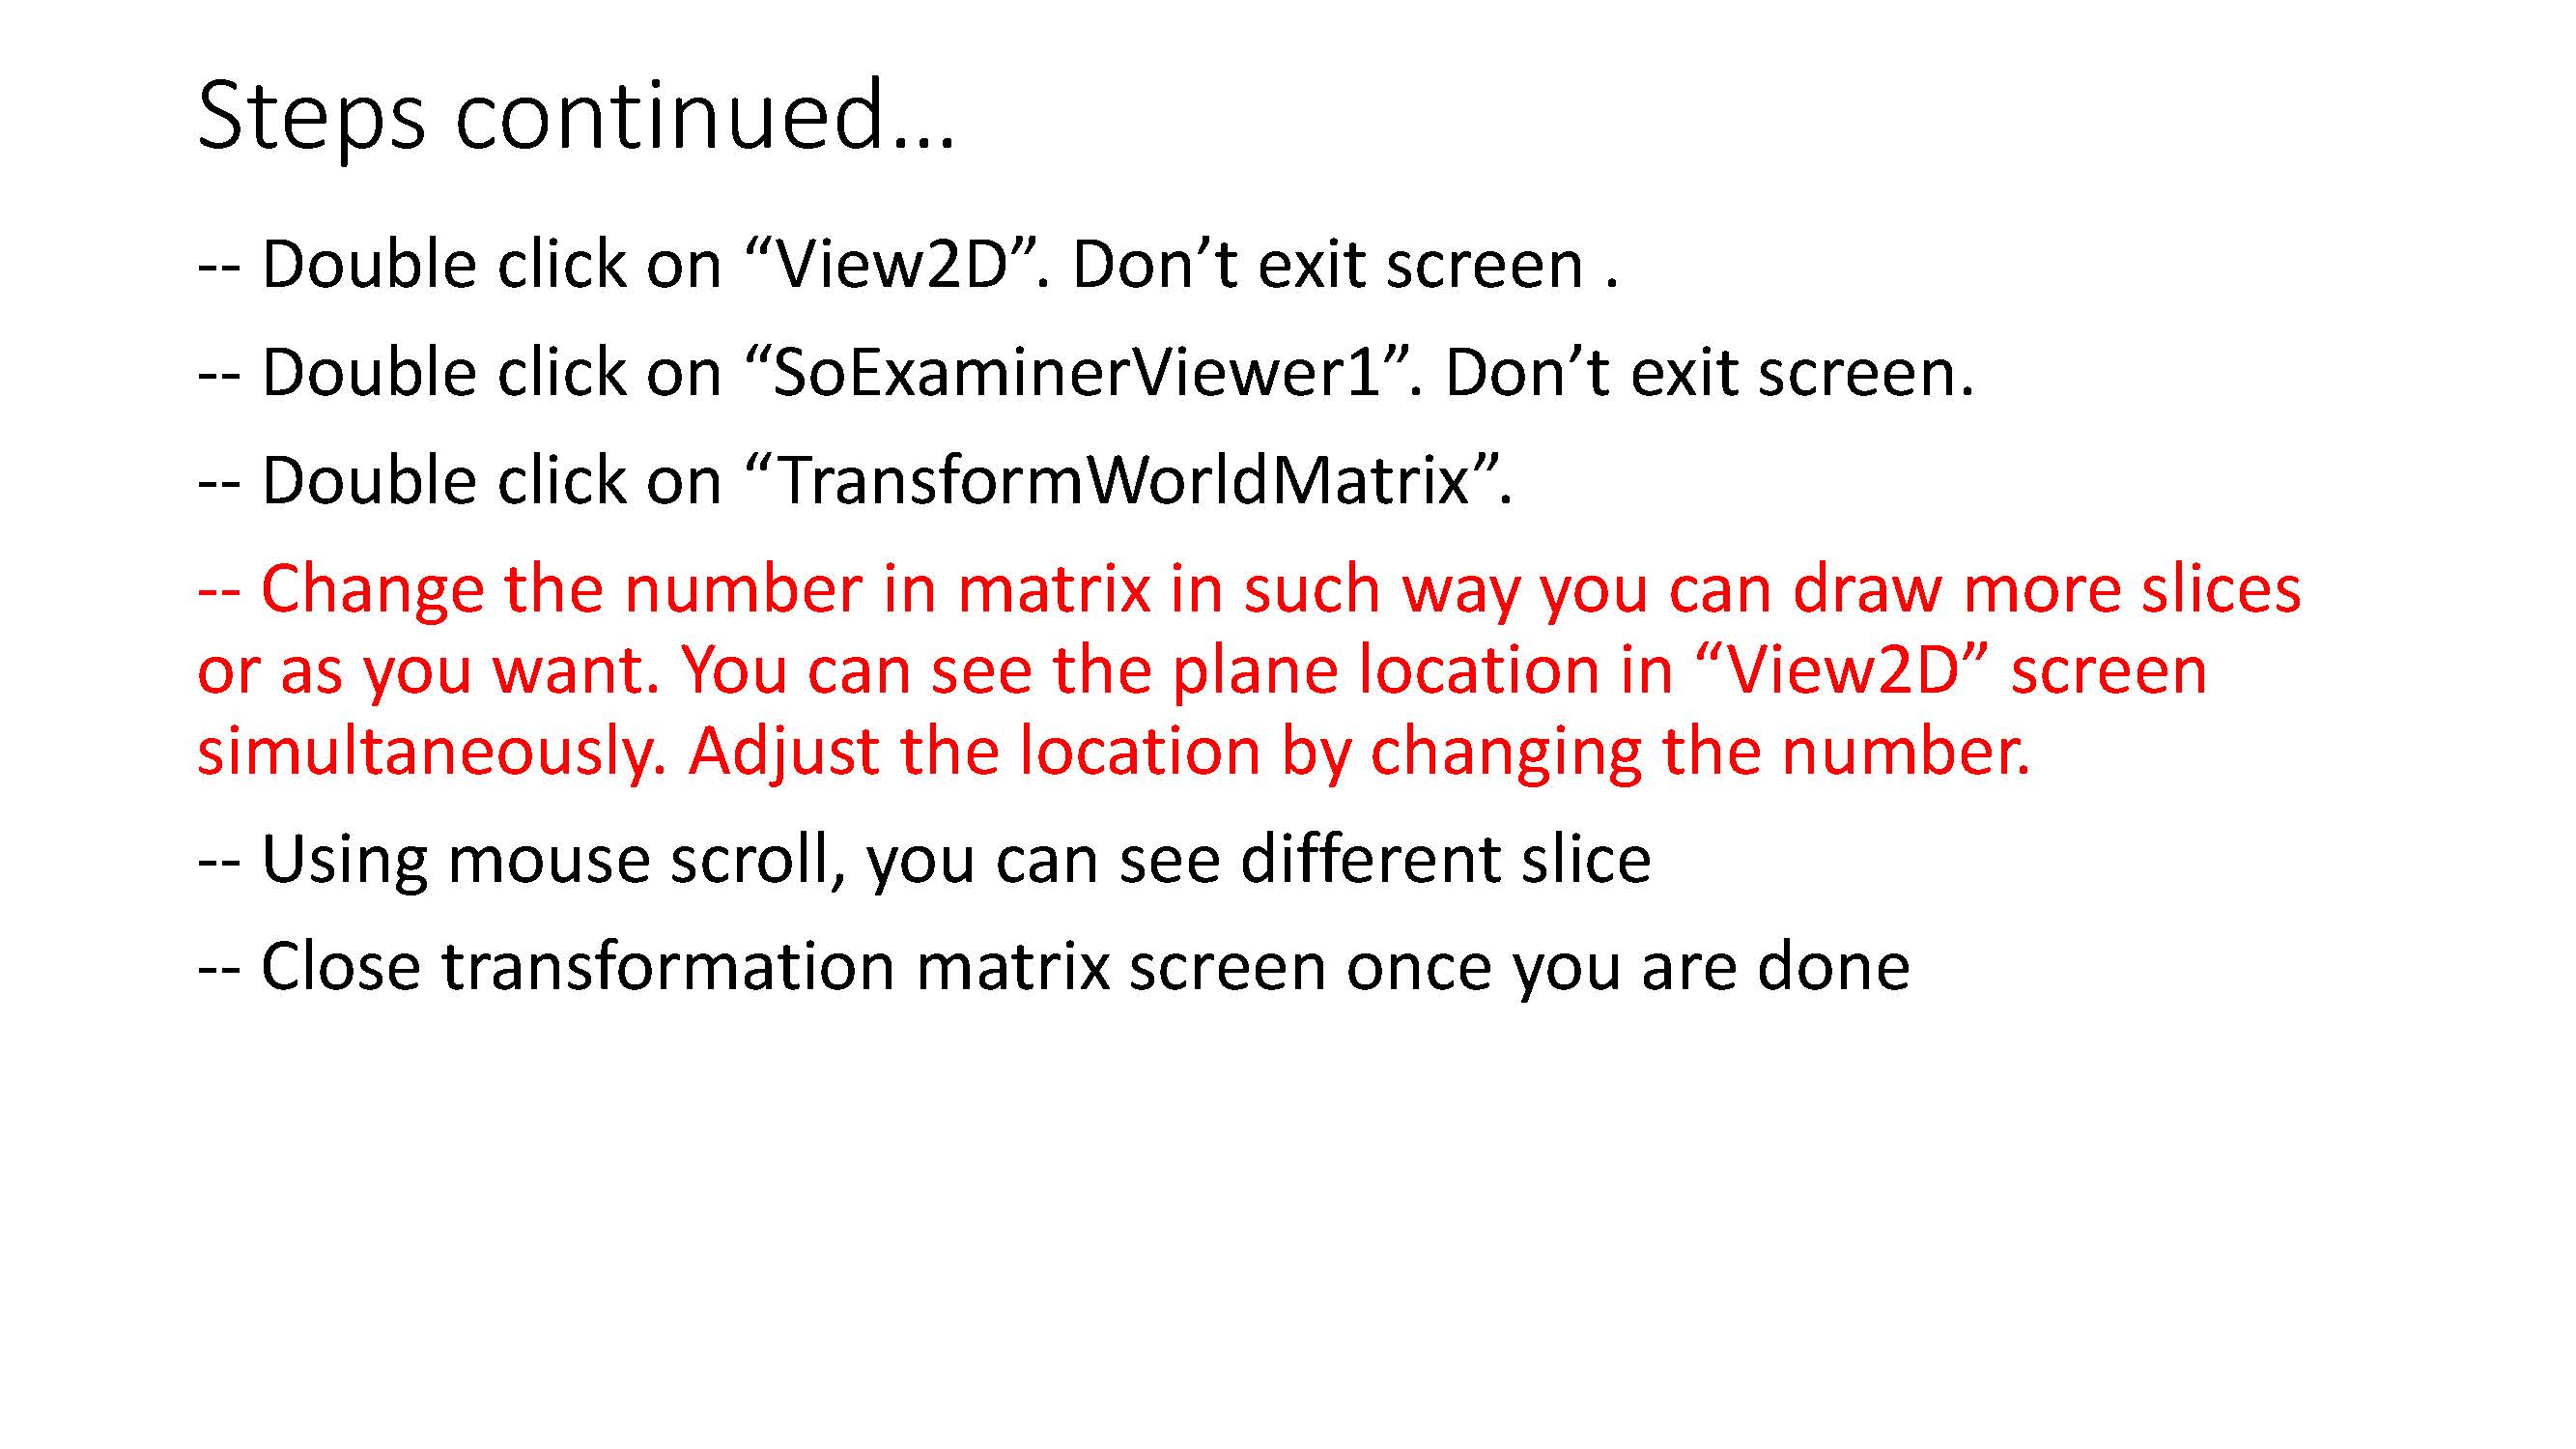 Steps continued…
-- Double click on “View2D”. Don’t exit screen .
-- Double click on “SoExaminerViewer1”. Don’t exit screen.
-- Double click on “TransformWorldMatrix”.
-- Change the number in matrix in such way you can draw more slices
or as you want. You can see the plane location in “View2D” screen
simultaneously. Adjust the location by changing the number.
-- Using mouse scroll, you can see different slice
-- Close transformation matrix screen once you are done